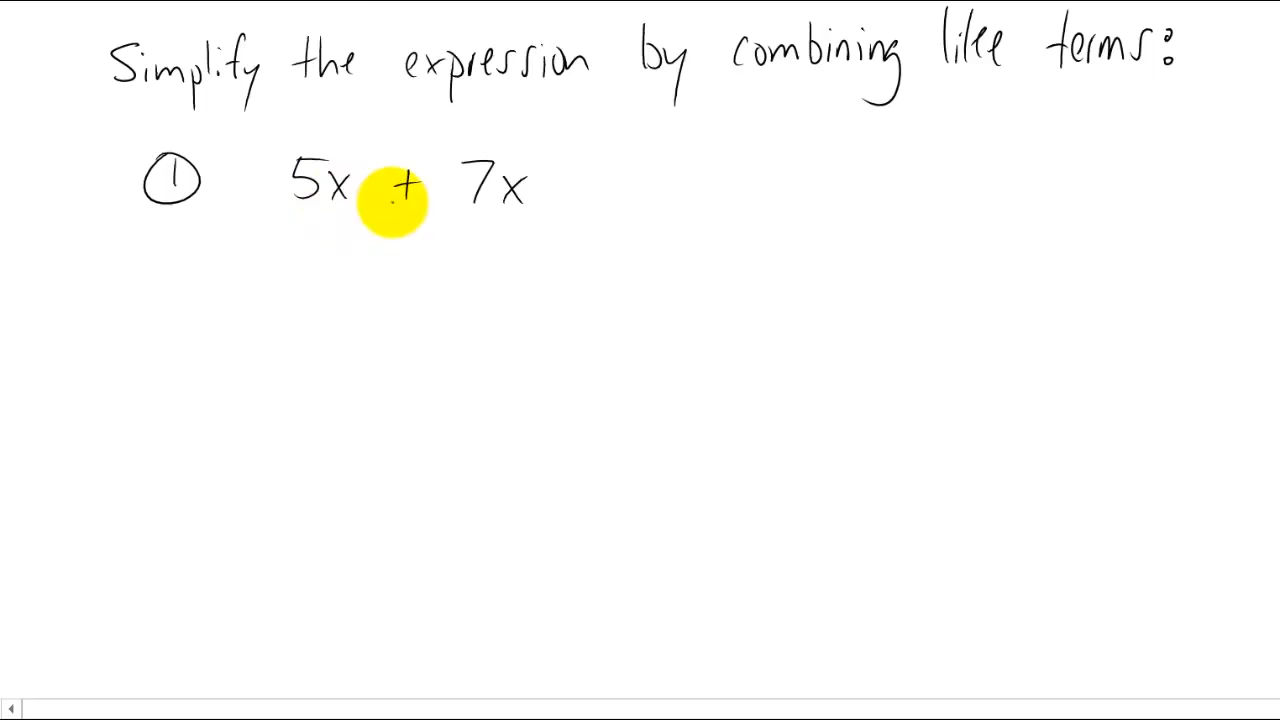 Simplify the expression by combining like terms:
① 5x + 7x